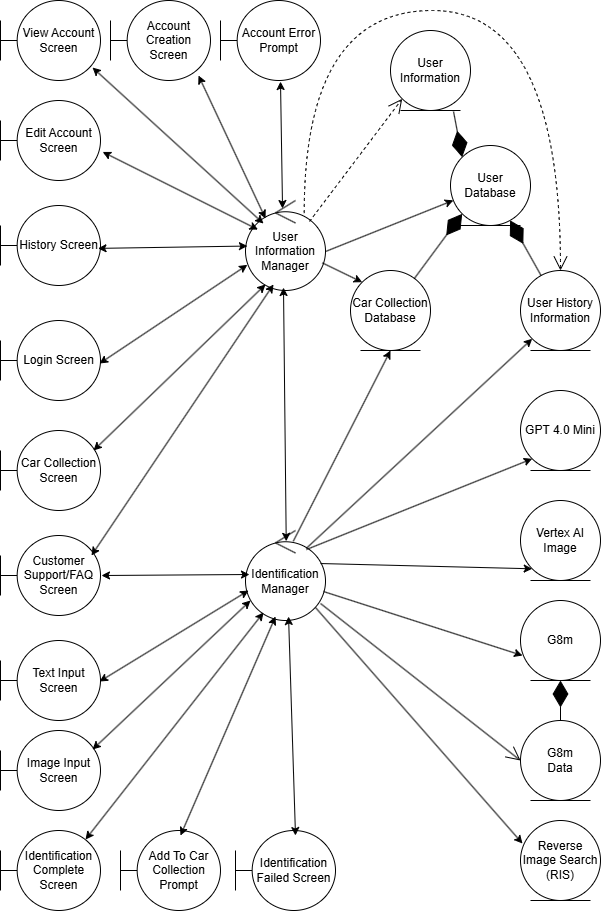 View Account
Screen
Account
Creation
Screen
Account Error
Prompt
User
Information
Edit Account
Screen
User
Database
History Screen
User
Information
Manager
Car Collection
Database
User History
Information
Login Screen
GPT 4.0 Mini
Car Collection
Screen
Vertex AI
Image
Customer
Support/FAQ
Screen
Identification
Manager
G8m
Text Input
Screen
Image Input
Screen
G8m
Data
Identification
Complete
Screen
Add To Car
Collection
Prompt
Identification
Failed Screen
Reverse
Image Search
(RIS)